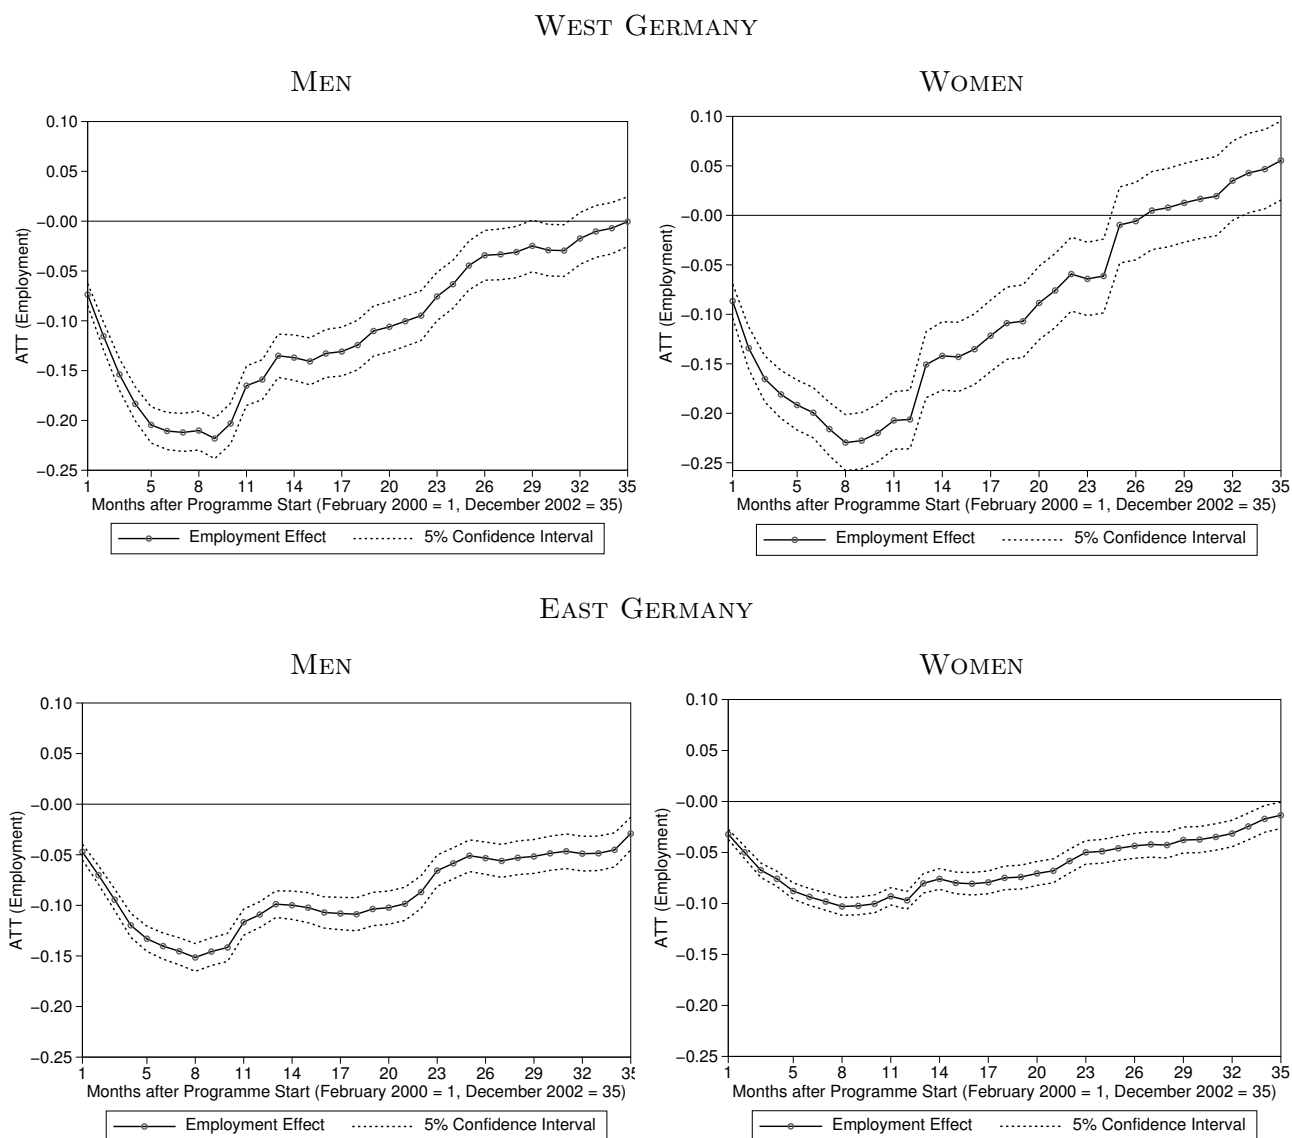 WEST GERMANY
MEN
0.10
0.05
−0.00
−0.05
−0.10
−0.15
−0.20
−0.25
ATT (Employment)
1 5 8 11 14 17 20 23 26 29 32 35
Months after Programme Start (February 2000 = 1, December 2002 = 35)
Employment Effect 5% Confidence Interval
WOMEN
0.10
0.05
−0.00
−0.05
−0.10
−0.15
−0.20
−0.25
ATT (Employment)
1 5 8 11 14 17 20 23 26 29 32 35
Months after Programme Start (February 2000 = 1, December 2002 = 35)
Employment Effect 5% Confidence Interval
EAST GERMANY
MEN
0.10
0.05
−0.00
−0.05
−0.10
−0.15
−0.20
−0.25
ATT (Employment)
1 5 8 11 14 17 20 23 26 29 32 35
Months after Programme Start (February 2000 = 1, December 2002 = 35)
Employment Effect 5% Confidence Interval
WOMEN
0.10
0.05
−0.00
−0.05
−0.10
−0.15
−0.20
−0.25
ATT (Employment)
1 5 8 11 14 17 20 23 26 29 32 35
Months after Programme Start (February 2000 = 1, December 2002 = 35)
Employment Effect 5% Confidence Interval